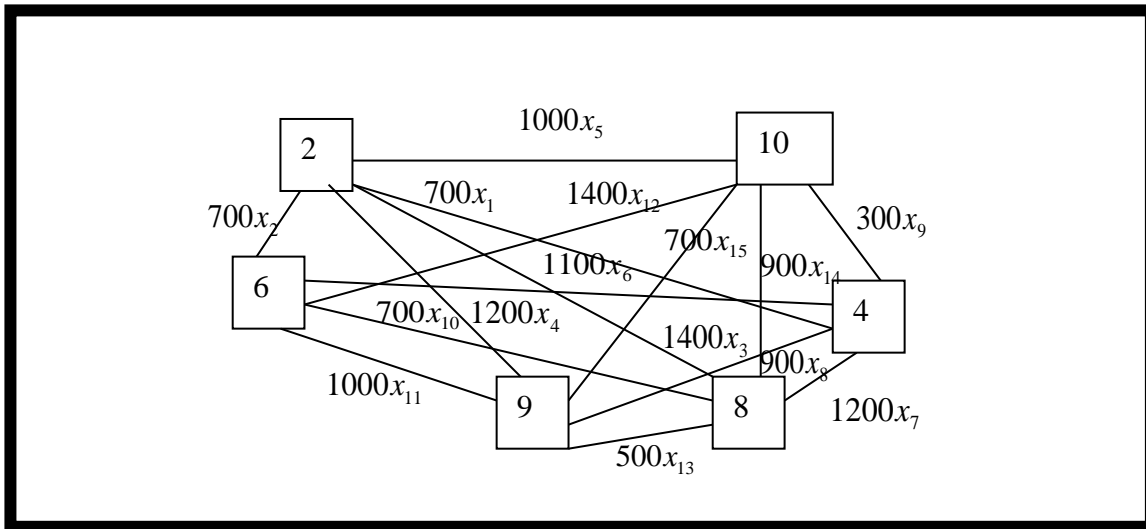 1000x₅
2
10
700x₁
1400x₁₂
700x₂
300x₉
700x₁₅
1100x₆
900x₁₄
6
4
700x₁₀
1200x₄
1400x₃
900x₈
1000x₁₁
9
8
1200x₇
500x₁₃